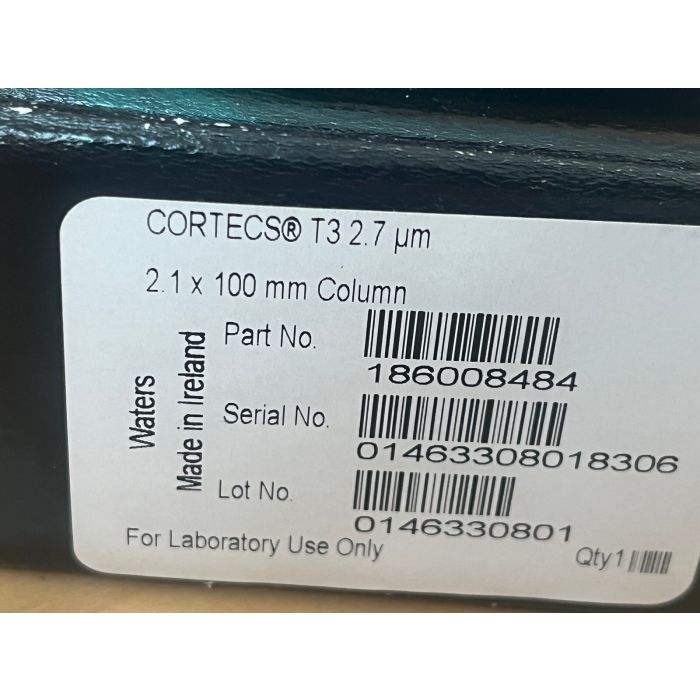 CORTECS® T3 2.7 µm
2.1 x 100 mm Column
Waters
Made in Ireland
Part No.
186008484
Serial No.
01463308018306
Lot No.
0146330801
For Laboratory Use Only
Qty 1